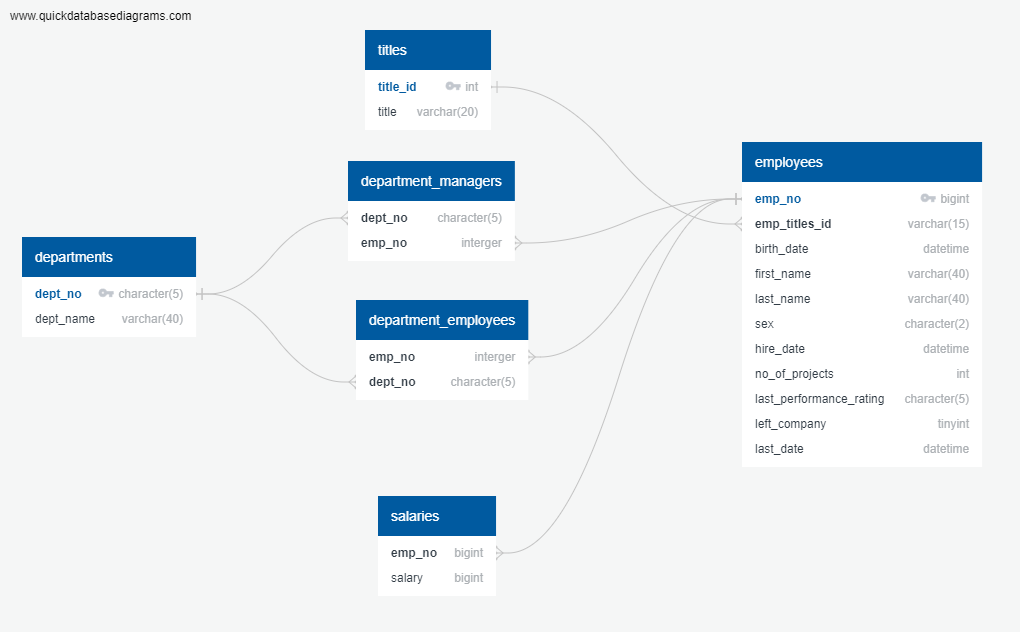 www.quickdatabasediagrams.com
titles
title_id int
title varchar(20)
department_managers
dept_no character(5)
emp_no interger
departments
dept_no character(5)
dept_name varchar(40)
department_employees
emp_no interger
dept_no character(5)
salaries
emp_no bigint
salary bigint
employees
emp_no bigint
emp_titles_id varchar(15)
birth_date datetime
first_name varchar(40)
last_name varchar(40)
sex character(2)
hire_date datetime
no_of_projects int
last_performance_rating character(5)
left_company tinyint
last_date datetime